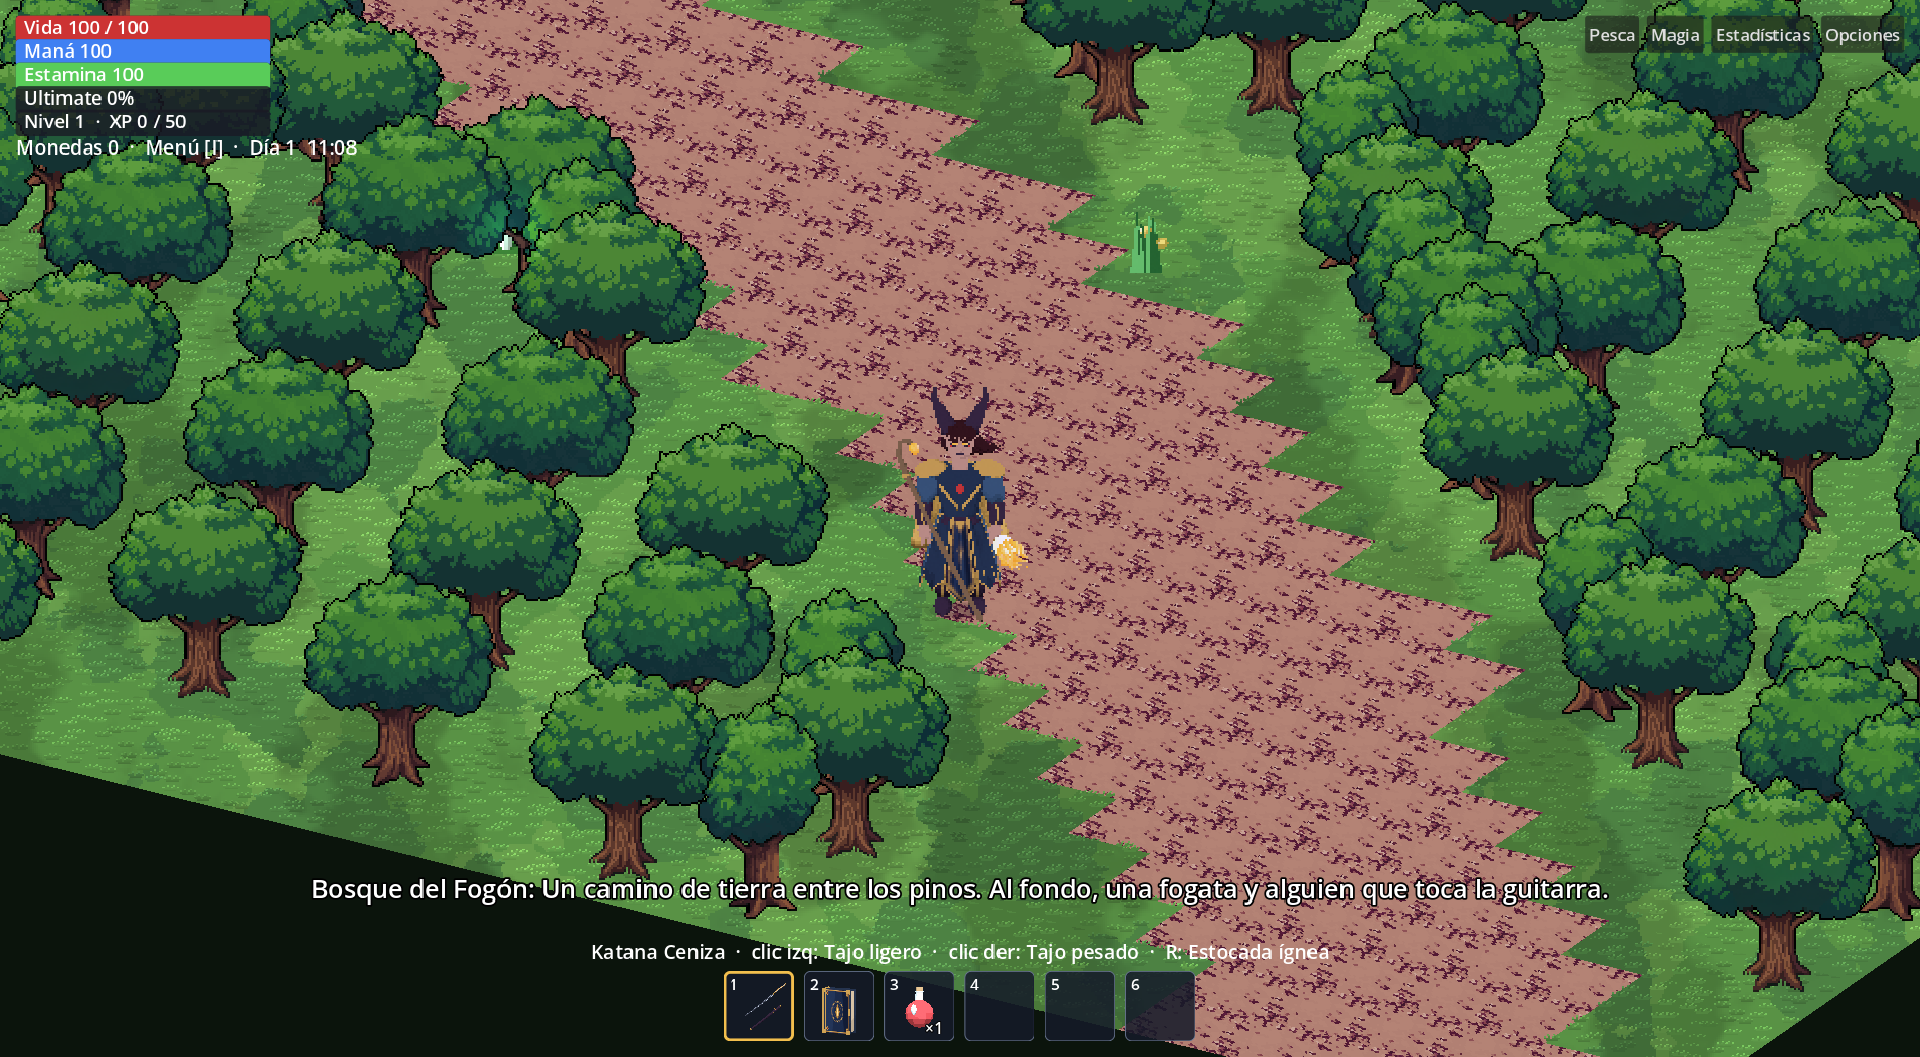 Vida 100 / 100
Maná 100
Estamina 100
Ultimate 0%
Nivel 1 · XP 0 / 50
Monedas 0 · Menú [I] · Día 1 11:08
Pesca Magia Estadísticas Opciones
Bosque del Fogón: Un camino de tierra entre los pinos. Al fondo, una fogata y alguien que toca la guitarra.
Katana Ceniza · clic izq: Tajo ligero · clic der: Tajo pesado · R: Estocada ígnea
1 2 3 4 5 6
×1